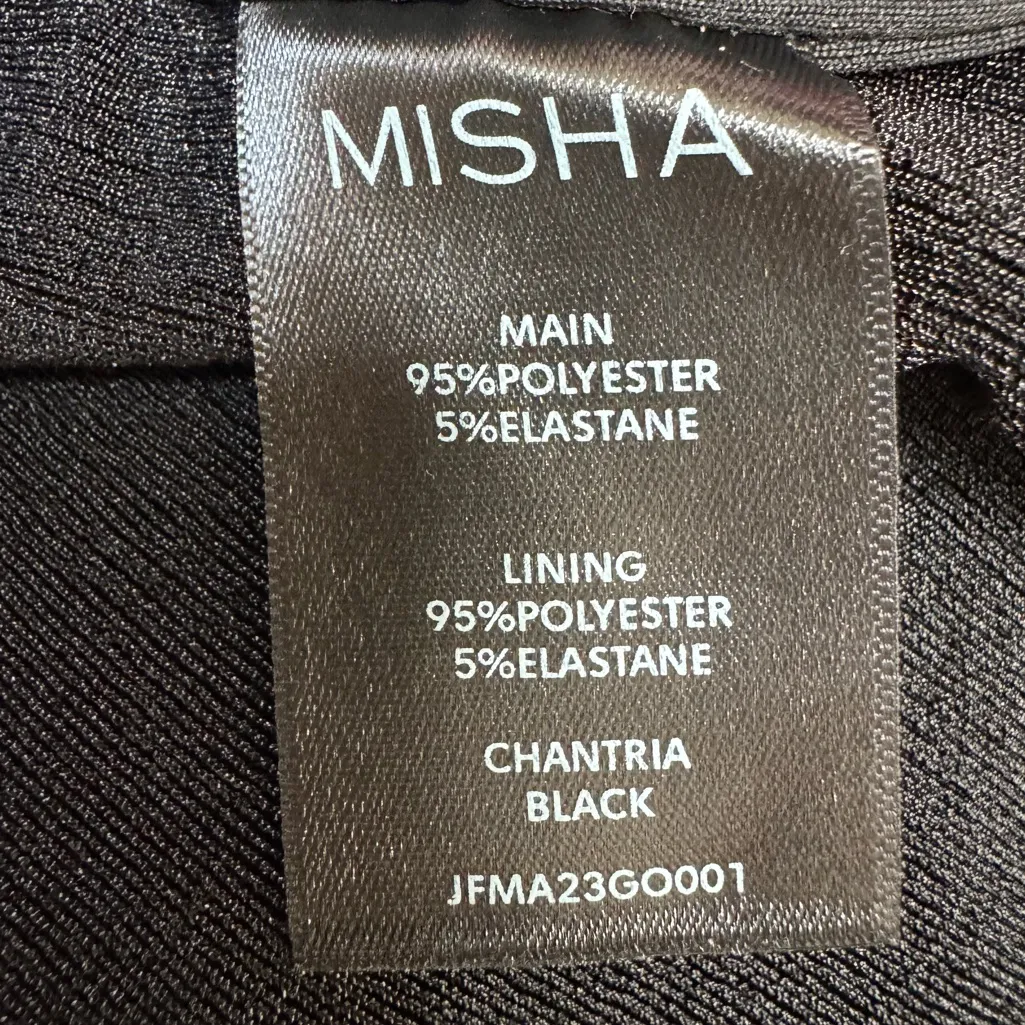 MISHA
MAIN
95%POLYESTER
5%ELASTANE
LINING
95%POLYESTER
5%ELASTANE
CHANTRIA
BLACK
JFMA23GO001